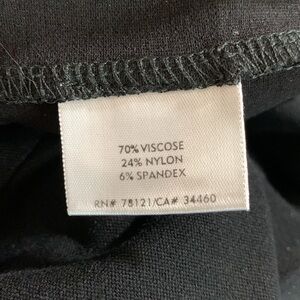 70% VISCOSE
24% NYLON
6% SPANDEX
RN# 78121/CA# 34460